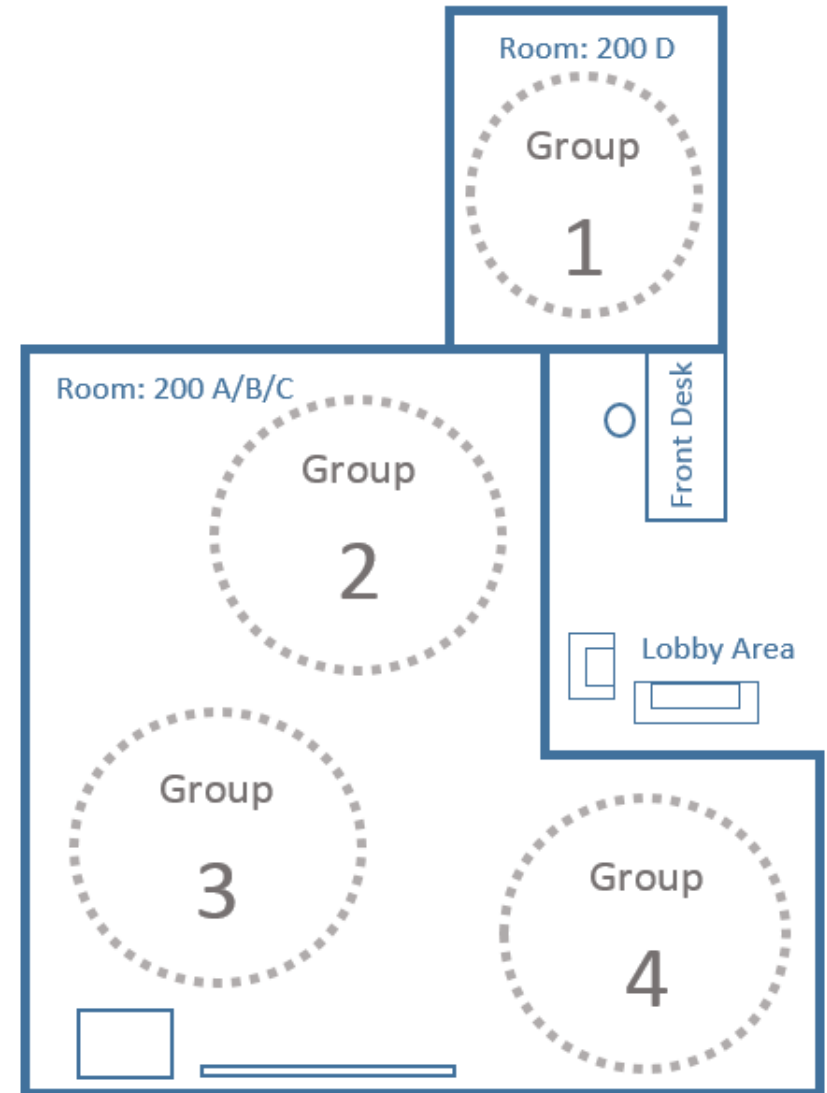 Room: 200 D
Group
1
Room: 200 A/B/C
Front Desk
Group
2
Lobby Area
Group
3
Group
4